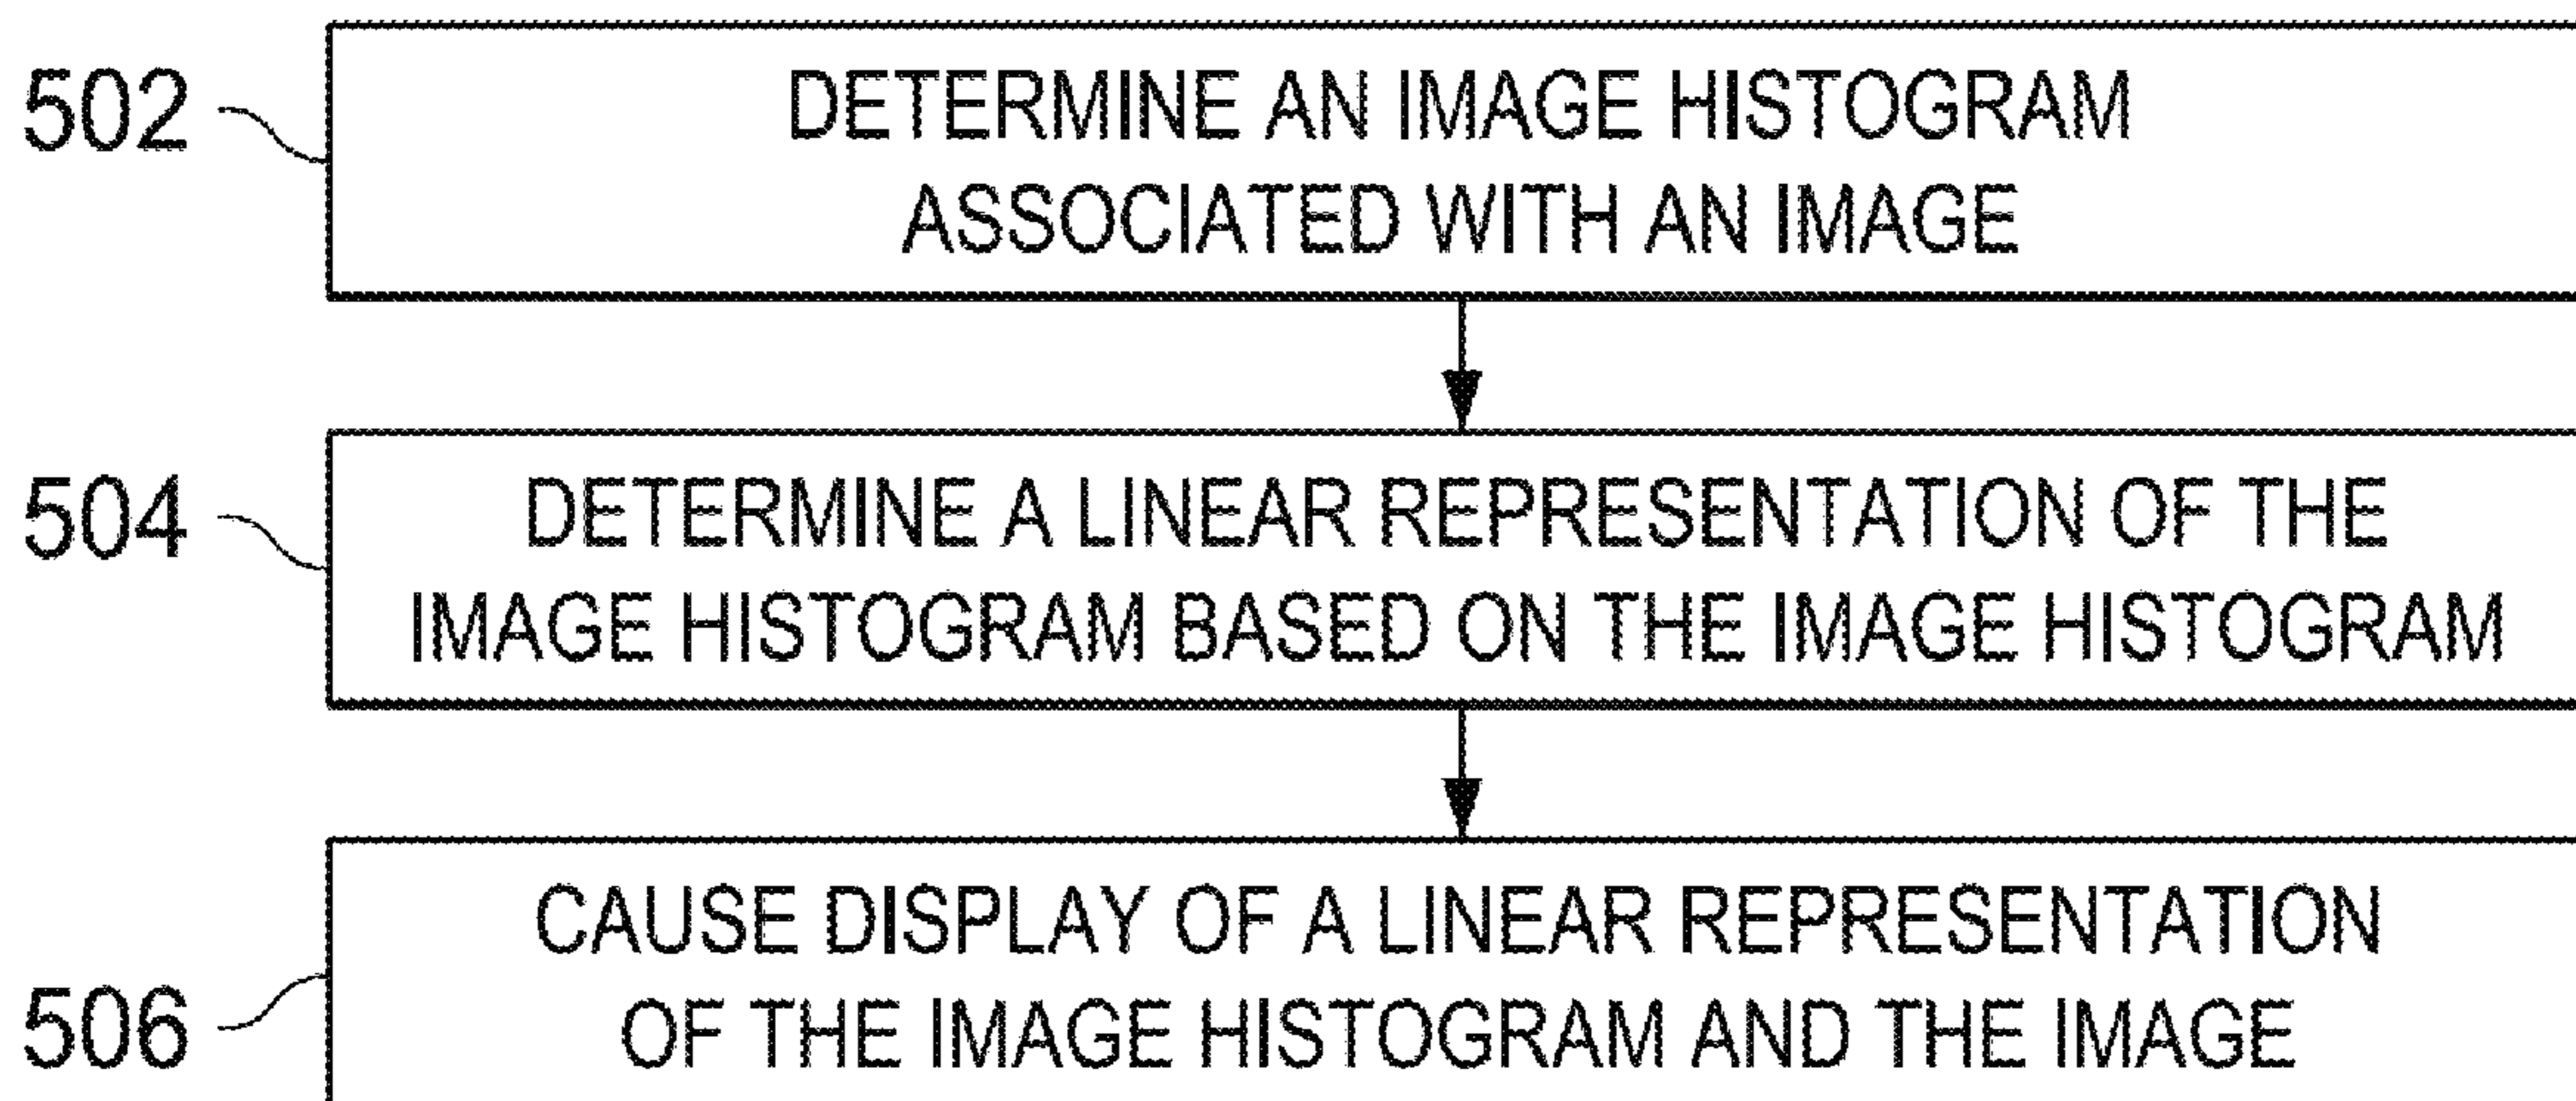 502
DETERMINE AN IMAGE HISTOGRAM
ASSOCIATED WITH AN IMAGE
504
DETERMINE A LINEAR REPRESENTATION OF THE
IMAGE HISTOGRAM BASED ON THE IMAGE HISTOGRAM
506
CAUSE DISPLAY OF A LINEAR REPRESENTATION
OF THE IMAGE HISTOGRAM AND THE IMAGE